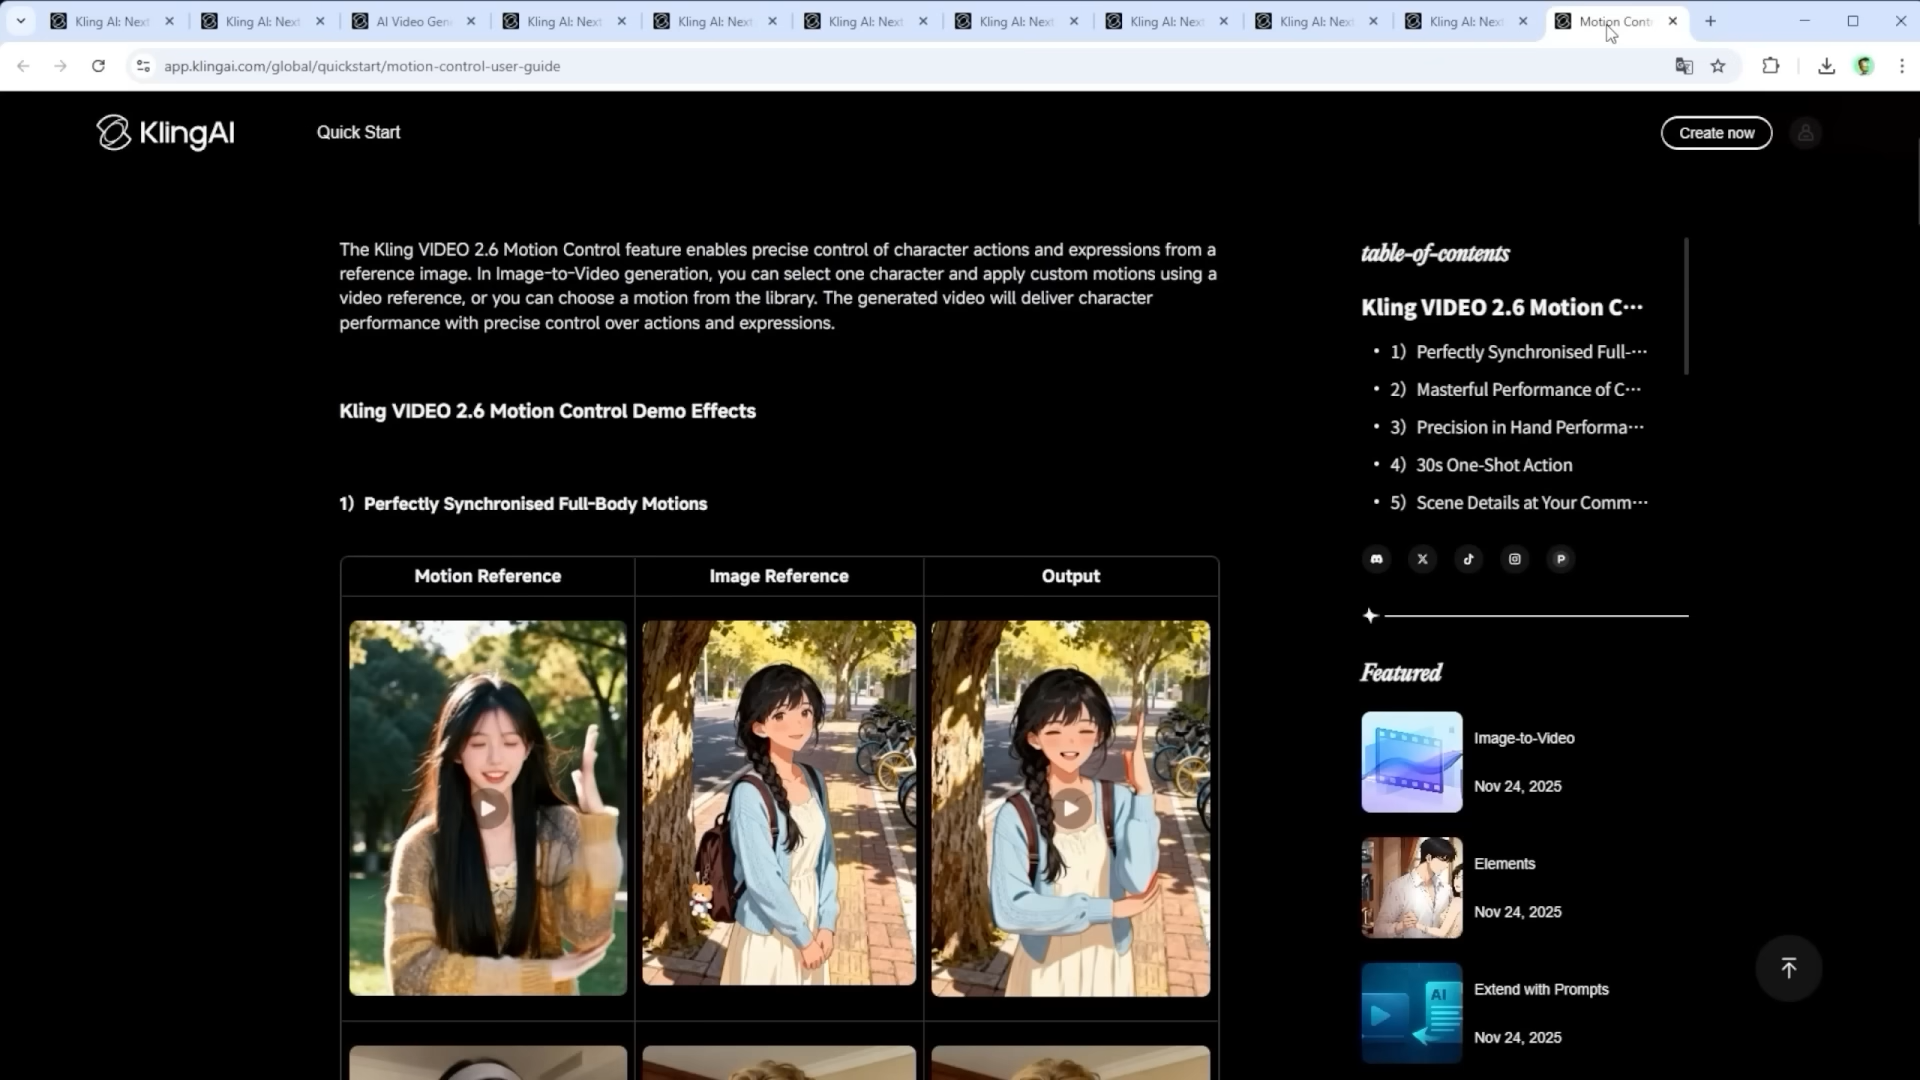 Kling AI: Next
Kling AI: Next
AI Video Gen
Kling AI: Next
Kling AI: Next
Kling AI: Next
Kling AI: Next
Kling AI: Next
Kling AI: Next
Kling AI: Next
Motion Cont
app.klingai.com/global/quickstart/motion-control-user-guide
KlingAI
Quick Start
Create now
The Kling VIDEO 2.6 Motion Control feature enables precise control of character actions and expressions from a
reference image. In Image-to-Video generation, you can select one character and apply custom motions using a
video reference, or you can choose a motion from the library. The generated video will deliver character
performance with precise control over actions and expressions.
Kling VIDEO 2.6 Motion Control Demo Effects
1) Perfectly Synchronised Full-Body Motions
Motion Reference
Image Reference
Output
table-of-contents
Kling VIDEO 2.6 Motion C···
• 1) Perfectly Synchronised Full-···
• 2) Masterful Performance of C···
• 3) Precision in Hand Performa···
• 4) 30s One-Shot Action
• 5) Scene Details at Your Comm···
Featured
Image-to-Video
Nov 24, 2025
Elements
Nov 24, 2025
AI
Extend with Prompts
Nov 24, 2025